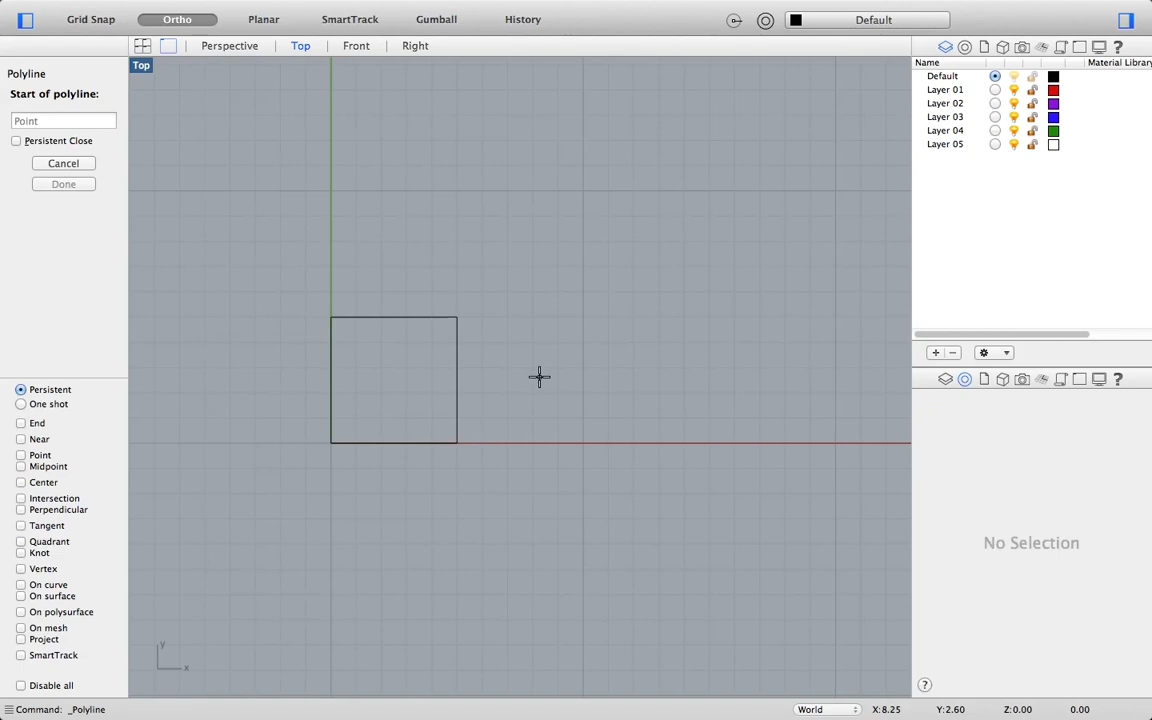 Grid Snap Ortho Planar SmartTrack Gumball History Default
Perspective Top Front Right
Top
Polyline
Start of polyline:
Point
Persistent Close
Cancel
Done
Persistent
One shot
End
Near
Point
Midpoint
Center
Intersection
Perpendicular
Tangent
Quadrant
Knot
Vertex
On curve
On surface
On polysurface
On mesh
Project
SmartTrack
Disable all
y
x
Name Material Library
Default
Layer 01
Layer 02
Layer 03
Layer 04
Layer 05
No Selection
Command: _Polyline World X:8.25 Y:2.60 Z:0.00 0.00